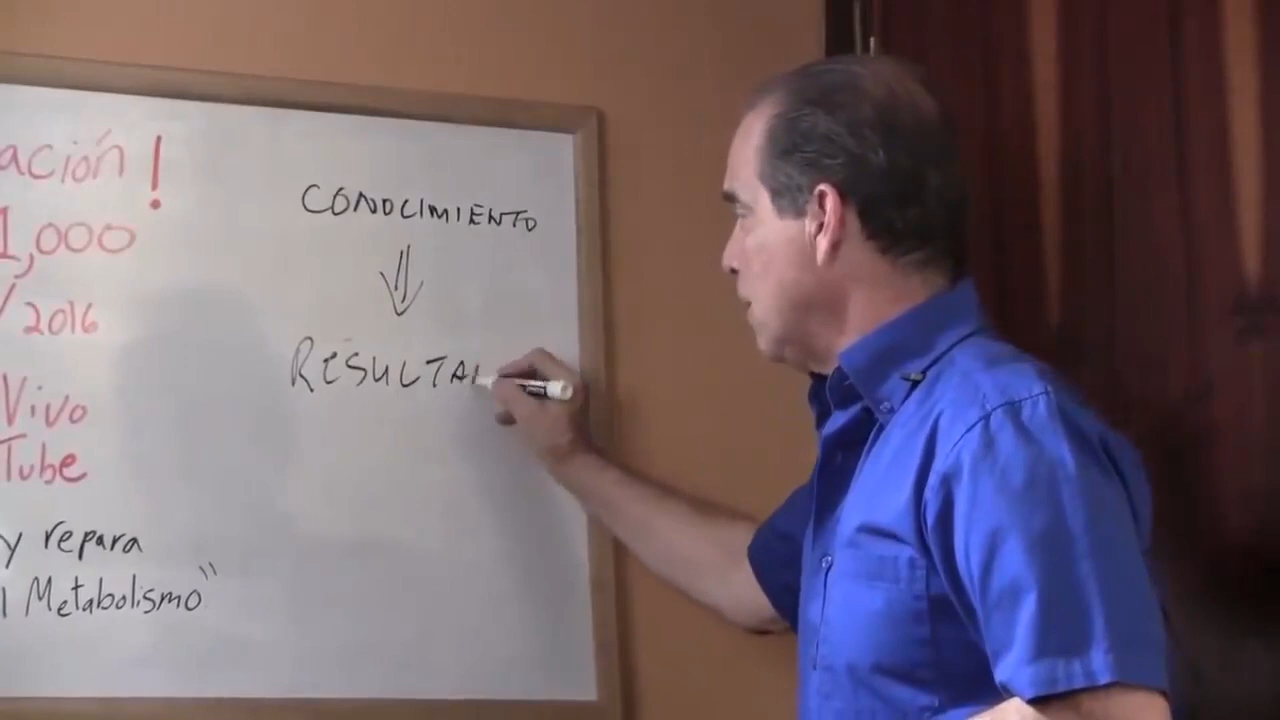 ación!
1,000
/2016
Vivo
Tube
y repara
l Metabolismo"
CONOCIMIENTO
RESULTA